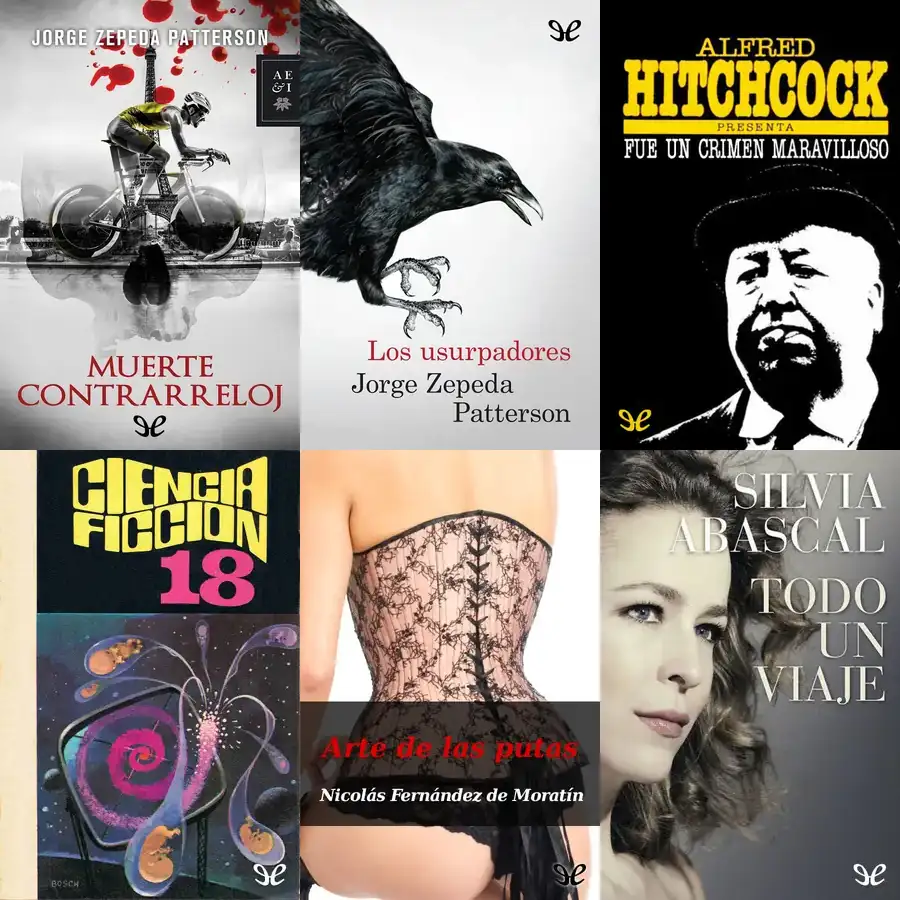 JORGE ZEPEDA PATTERSON
AE
& I
MUERTE
CONTRARRELOJ
Los usurpadores
Jorge Zepeda
Patterson
ALFRED
HITCHCOCK
PRESENTA
FUE UN CRIMEN MARAVILLOSO
CIENCIA
FICCION
18
BOSCH
Arte de las putas
Nicolás Fernández de Moratín
SILVIA
ABASCAL
TODO
UN
VIAJE